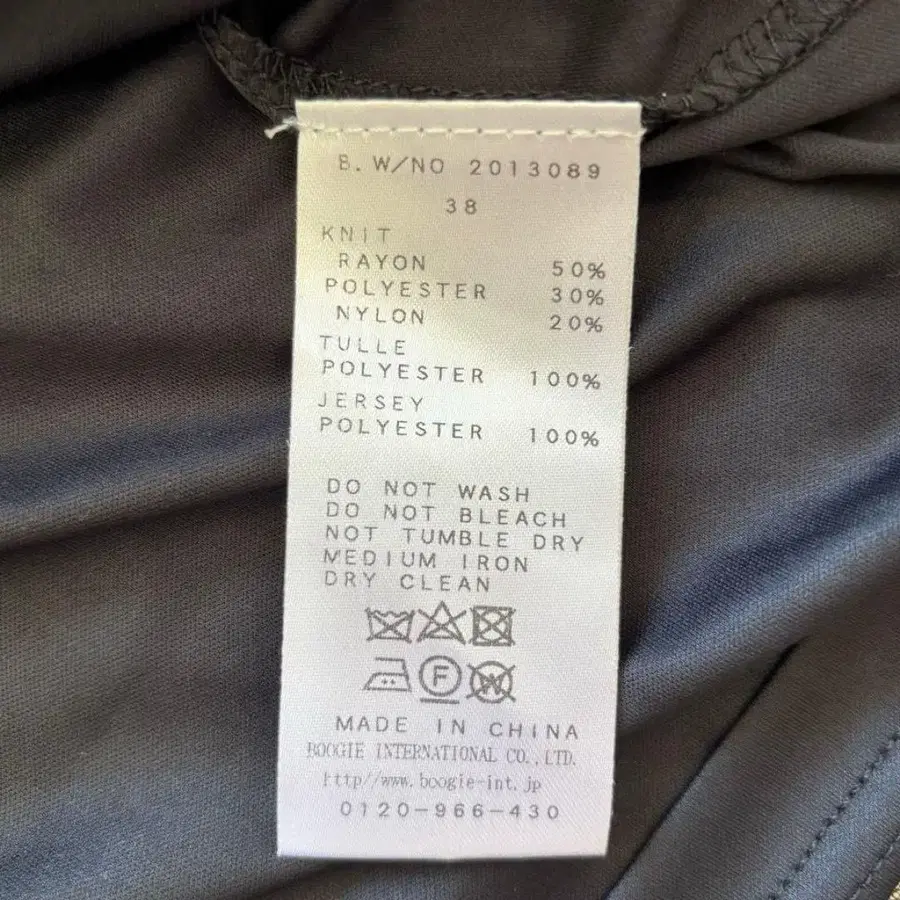 B. W/NO 2013089
38
KNIT
RAYON 50%
POLYESTER 30%
NYLON 20%
TULLE
POLYESTER 100%
JERSEY
POLYESTER 100%
DO NOT WASH
DO NOT BLEACH
NOT TUMBLE DRY
MEDIUM IRON
DRY CLEAN
F W
MADE IN CHINA
BOOGIE INTERNATIONAL CO., LTD.
http//www.boogie-int.jp
0120-966-430